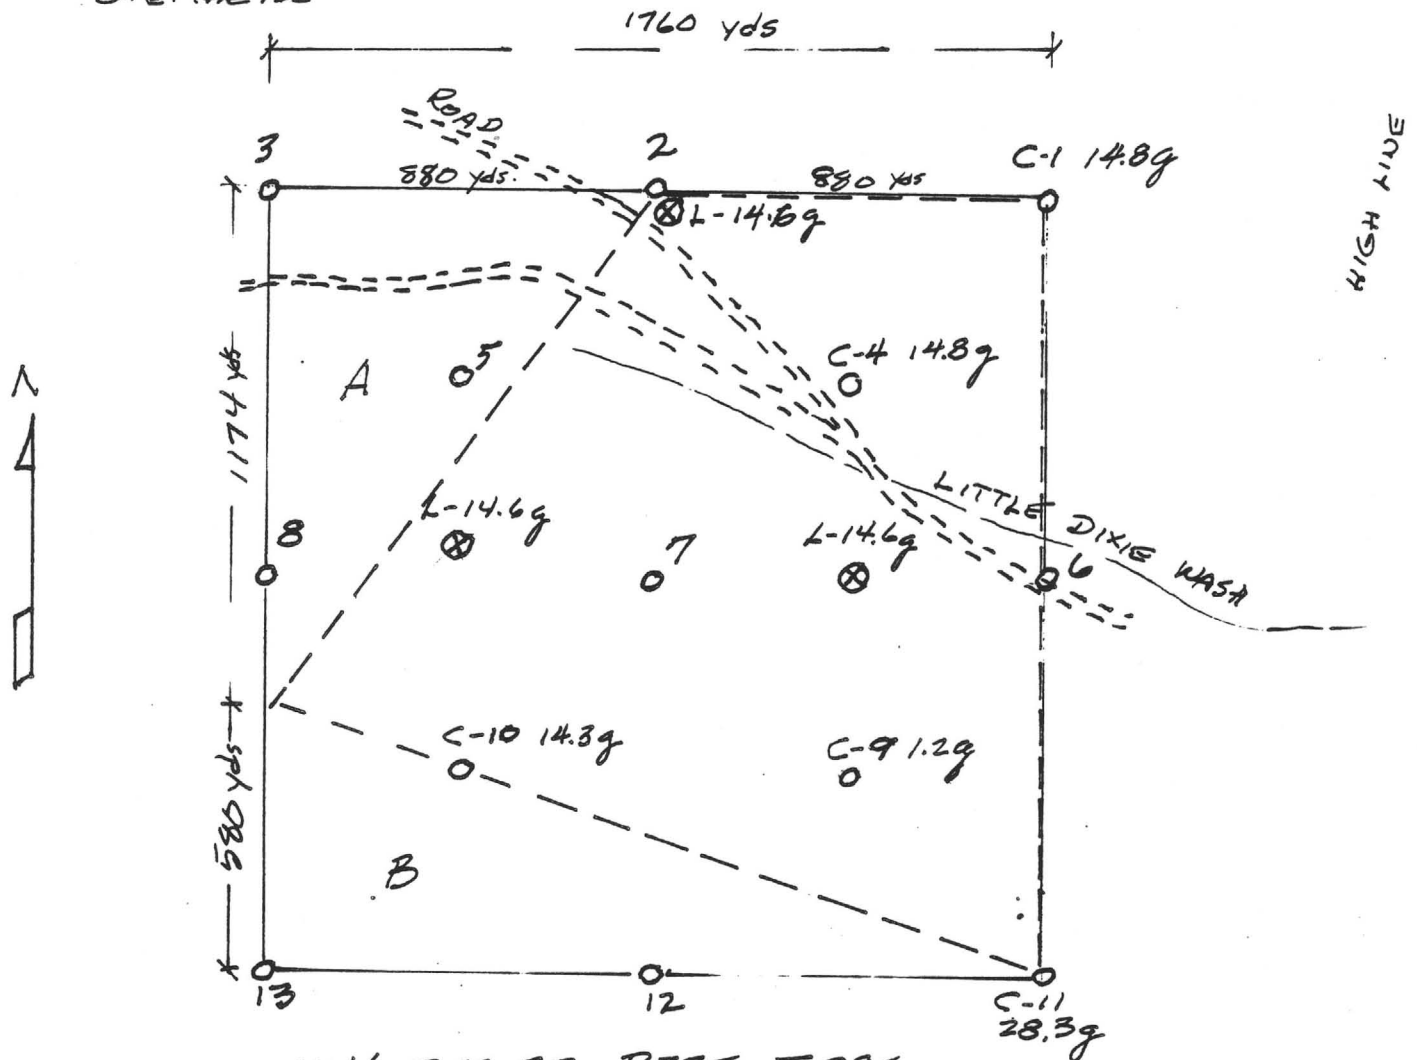 1760 yds
ROAD
3
2
C-1 14.8g
880 yds.
880 yds
L-14.6g
HIGH LINE
1174 yds
A
5
C-4 14.8g
L-14.6g
8
7
L-14.6g
6
LITTLE DIXIE WASH
C-10 14.3g
C-9 1.2g
580 yds
B
13
12
C-11
28.3g